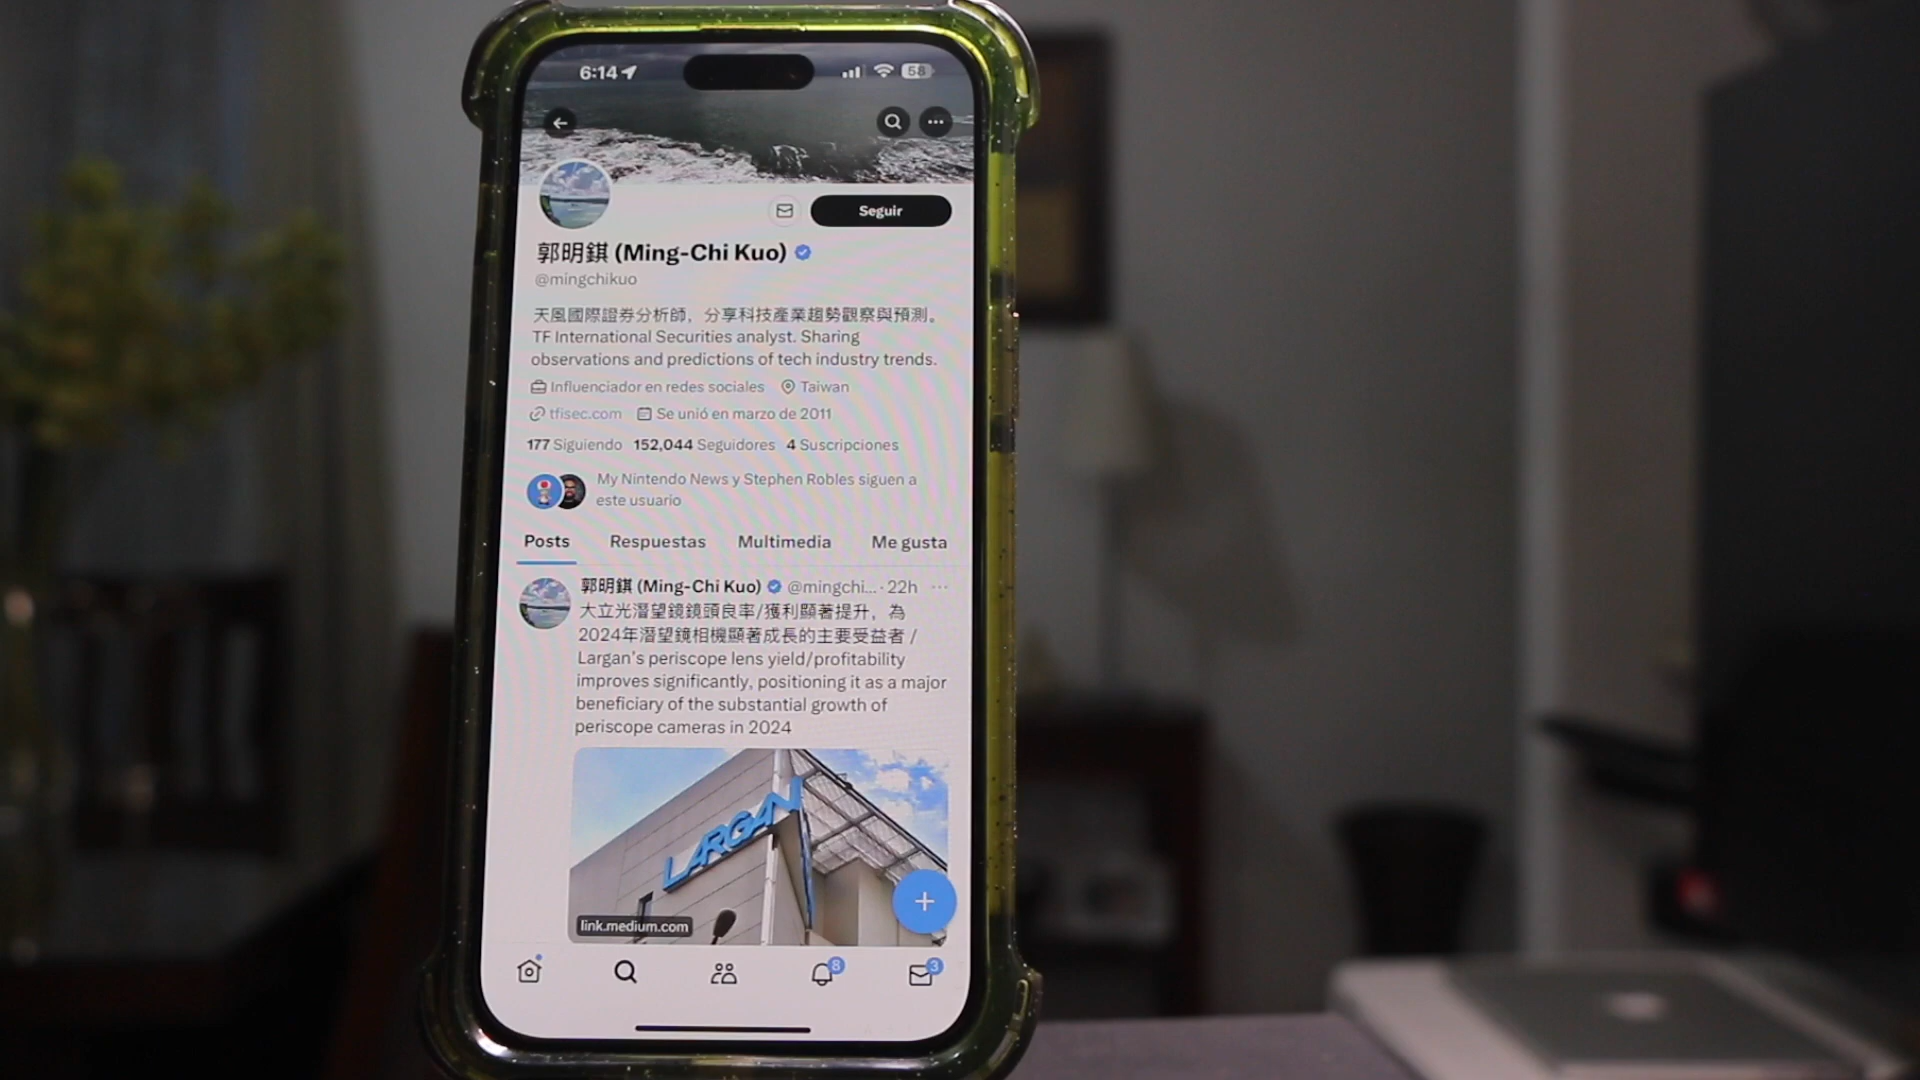 6:14
58
Seguir
郭明錤 (Ming-Chi Kuo)
@mingchikuo
天風國際證券分析師，分享科技產業趨勢觀察與預測。
TF International Securities analyst. Sharing
observations and predictions of tech industry trends.
Influenciador en redes sociales Taiwan
tfisec.com Se unió en marzo de 2011
177 Siguiendo 152,044 Seguidores 4 Suscripciones
My Nintendo News y Stephen Robles siguen a
este usuario
Posts Respuestas Multimedia Me gusta
郭明錤 (Ming-Chi Kuo) @mingchi... · 22h
大立光潛望鏡鏡頭良率/獲利顯著提升，為
2024年潛望鏡相機顯著成長的主要受益者 /
Largan's periscope lens yield/profitability
improves significantly, positioning it as a major
beneficiary of the substantial growth of
periscope cameras in 2024
LARGAN
link.medium.com
8
3